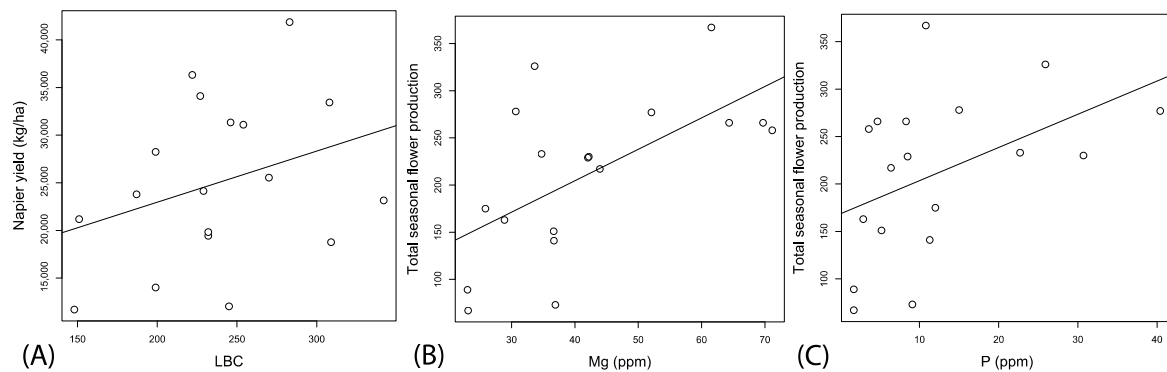 40,000
35,000
30,000
25,000
20,000
15,000
Napier yield (kg/ha)
150 200 250 300
LBC
(A)
350
300
250
200
150
100
Total seasonal flower production
30 40 50 60 70
Mg (ppm)
(B)
350
300
250
200
150
100
Total seasonal flower production
10 20 30 40
P (ppm)
(C)